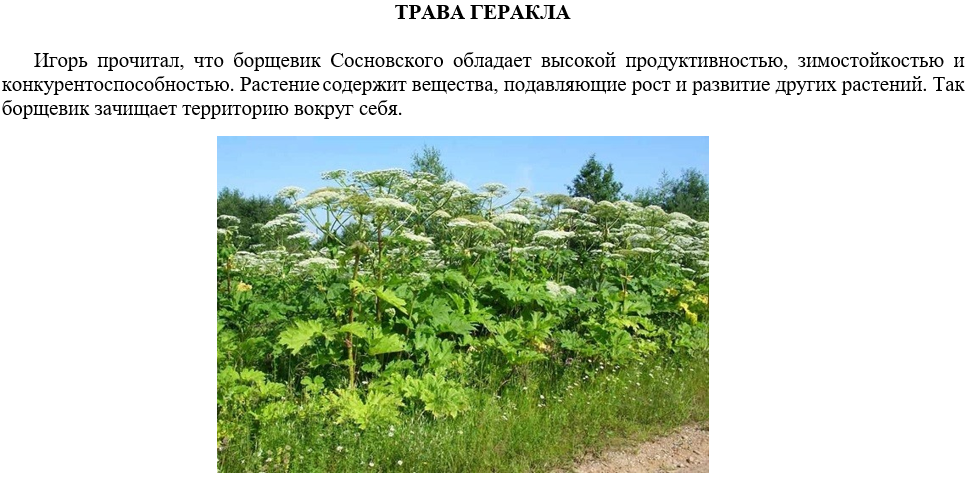 ТРАВА ГЕРАКЛА
Игорь прочитал, что борщевик Сосновского обладает высокой продуктивностью, зимостойкостью и
конкурентоспособностью. Растение содержит вещества, подавляющие рост и развитие других растений. Так
борщевик зачищает территорию вокруг себя.